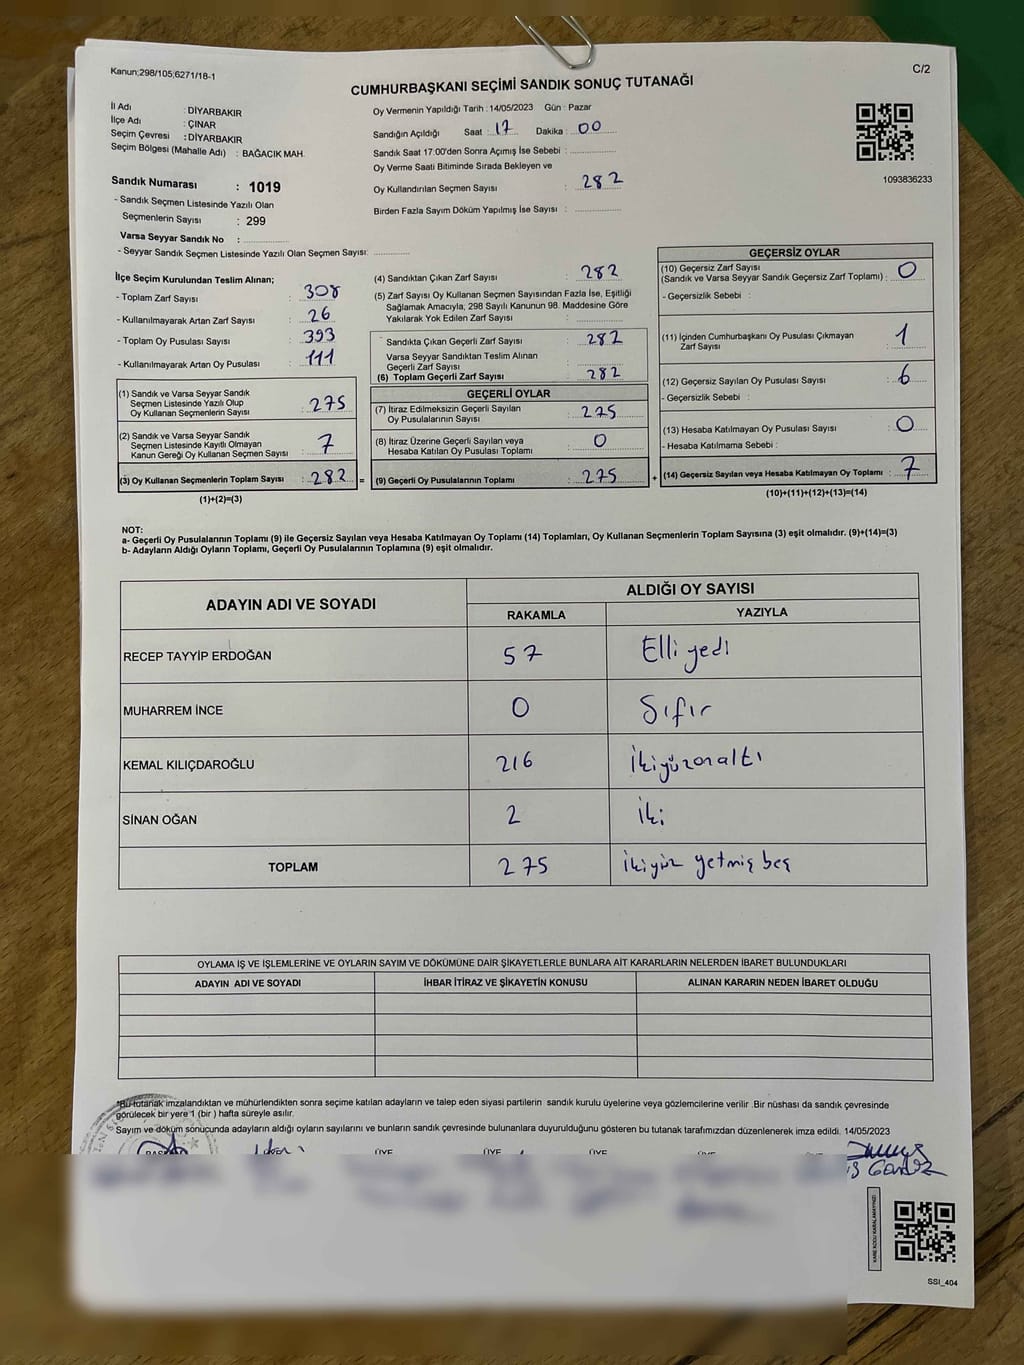 Kanun;298/105;6271/18-1
C/2
CUMHURBAŞKANI SEÇİMİ SANDIK SONUÇ TUTANAĞI
İl Adı : DİYARBAKIR
İlçe Adı : ÇINAR
Seçim Çevresi : DİYARBAKIR
Seçim Bölgesi (Mahalle Adı) : BAĞACIK MAH.
Sandık Numarası : 1019
- Sandık Seçmen Listesinde Yazılı Olan
Seçmenlerin Sayısı : 299
Varsa Seyyar Sandık No :
- Seyyar Sandık Seçmen Listesinde Yazılı Olan Seçmen Sayısı:
Oy Vermenin Yapıldığı Tarih : 14/05/2023 Gün : Pazar
Sandığın Açıldığı Saat : 17 Dakika : 00
Sandık Saat 17:00'den Sonra Açımış İse Sebebi :
Oy Verme Saati Bitiminde Sırada Bekleyen ve
Oy Kullandırılan Seçmen Sayısı : 282
Birden Fazla Sayım Döküm Yapılmış İse Sayısı :
1093836233
İlçe Seçim Kurulundan Teslim Alınan;
- Toplam Zarf Sayısı : 308
- Kullanılmayarak Artan Zarf Sayısı : 26
- Toplam Oy Pusulası Sayısı : 393
- Kullanılmayarak Artan Oy Pusulası : 111
(1) Sandık ve Varsa Seyyar Sandık
Seçmen Listesinde Yazılı Olup
Oy Kullanan Seçmenlerin Sayısı : 275
(2) Sandık ve Varsa Seyyar Sandık
Seçmen Listesinde Kayıtlı Olmayan
Kanun Gereği Oy Kullanan Seçmen Sayısı : 7
(3) Oy Kullanan Seçmenlerin Toplam Sayısı : 282 =
(1)+(2)=(3)
(4) Sandıktan Çıkan Zarf Sayısı : 282
(5) Zarf Sayısı Oy Kullanan Seçmen Sayısından Fazla İse, Eşitliği
Sağlamak Amacıyla, 298 Sayılı Kanunun 98. Maddesine Göre
Yakılarak Yok Edilen Zarf Sayısı :
Sandıkta Çıkan Geçerli Zarf Sayısı : 282
Varsa Seyyar Sandıktan Teslim Alınan
Geçerli Zarf Sayısı :
(6) Toplam Geçerli Zarf Sayısı : 282
GEÇERLİ OYLAR
(7) İtiraz Edilmeksizin Geçerli Sayılan
Oy Pusulalarının Sayısı : 275
(8) İtiraz Üzerine Geçerli Sayılan veya
Hesaba Katılan Oy Pusulası Toplamı : 0
(9) Geçerli Oy Pusulalarının Toplamı : 275 +
GEÇERSİZ OYLAR
(10) Geçersiz Zarf Sayısı
(Sandık ve Varsa Seyyar Sandık Geçersiz Zarf Toplamı) : 0
- Geçersizlik Sebebi :
(11) İçinden Cumhurbaşkanı Oy Pusulası Çıkmayan
Zarf Sayısı : 1
(12) Geçersiz Sayılan Oy Pusulası Sayısı : 6
- Geçersizlik Sebebi :
(13) Hesaba Katılmayan Oy Pusulası Sayısı : 0
- Hesaba Katılmama Sebebi :
(14) Geçersiz Sayılan veya Hesaba Katılmayan Oy Toplamı : 7
(10)+(11)+(12)+(13)=(14)
NOT:
a- Geçerli Oy Pusulalarının Toplamı (9) ile Geçersiz Sayılan veya Hesaba Katılmayan Oy Toplamı (14) Toplamları, Oy Kullanan Seçmenlerin Toplam Sayısına (3) eşit olmalıdır. (9)+(14)=(3)
b- Adayların Aldığı Oyların Toplamı, Geçerli Oy Pusulalarının Toplamına (9) eşit olmalıdır.
ADAYIN ADI VE SOYADI
ALDIĞI OY SAYISI
RAKAMLA YAZIYLA
RECEP TAYYİP ERDOĞAN 57 Elli yedi
MUHARREM İNCE 0 Sıfır
KEMAL KILIÇDAROĞLU 216 İkiyüzonaltı
SİNAN OĞAN 2 İki
TOPLAM 275 İkiyüz yetmiş beş
OYLAMA İŞ VE İŞLEMLERİNE VE OYLARIN SAYIM VE DÖKÜMÜNE DAİR ŞİKAYETLERLE BUNLARA AİT KARARLARIN NELERDEN İBARET BULUNDUKLARI
ADAYIN ADI VE SOYADI İHBAR İTİRAZ VE ŞİKAYETİN KONUSU ALINAN KARARIN NEDEN İBARET OLDUĞU
*Bu tutanak imzalandıktan ve mühürlendikten sonra seçime katılan adayların ve talep eden siyasi partilerin sandık kurulu üyelerine veya gözlemcilerine verilir .Bir nüshası da sandık çevresinde
görülecek bir yere 1 (bir ) hafta süreyle asılır.
Sayım ve döküm sonucunda adayların aldığı oyların sayılarını ve bunların sandık çevresinde bulunanlara duyurulduğunu gösteren bu tutanak tarafımızdan düzenlenerek imza edildi. 14/05/2023
ÜYE ÜYE ÜYE
SSI_404